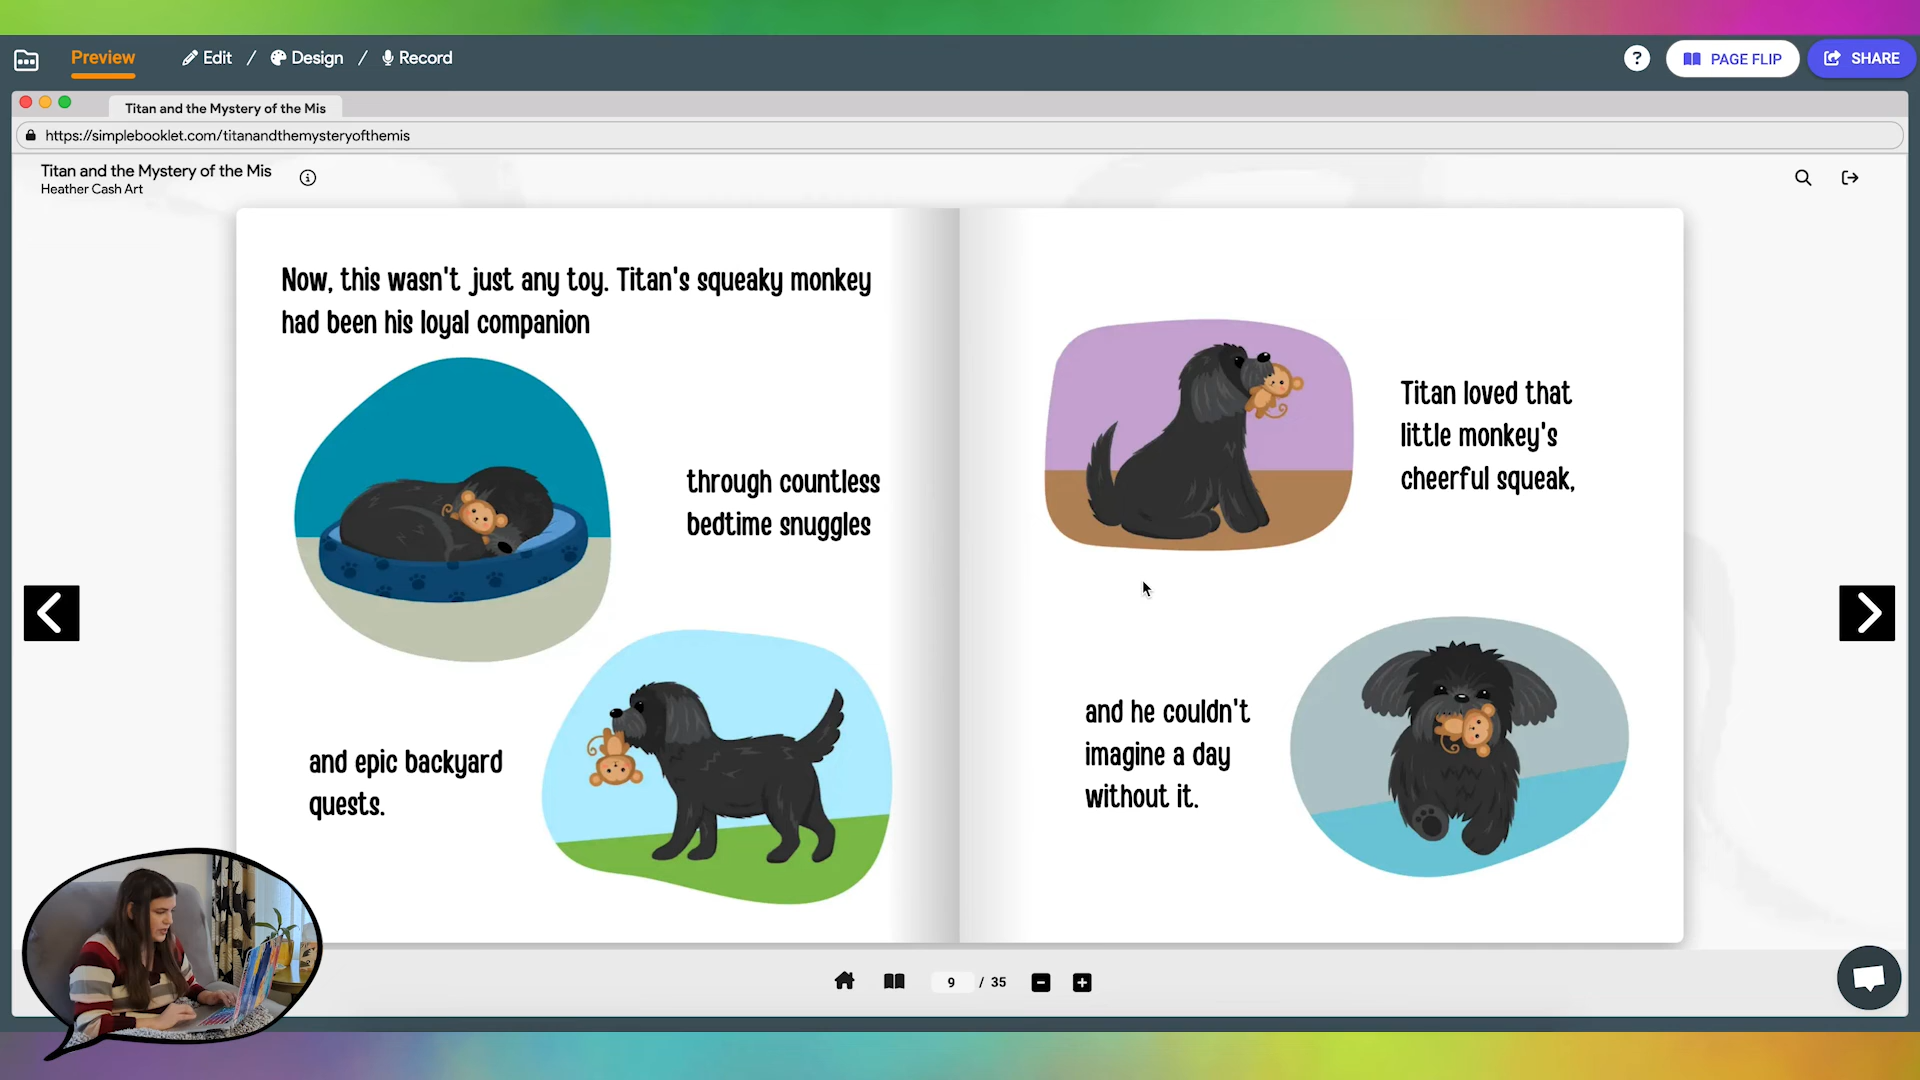 Preview
Edit / Design / Record
? PAGE FLIP SHARE
Titan and the Mystery of the Mis
https://simplebooklet.com/titanandthemysteryofthemis
Titan and the Mystery of the Mis
Heather Cash Art
Now, this wasn't just any toy. Titan's squeaky monkey
had been his loyal companion
through countless
bedtime snuggles
and epic backyard
quests.
Titan loved that
little monkey's
cheerful squeak,
and he couldn't
imagine a day
without it.
9 / 35